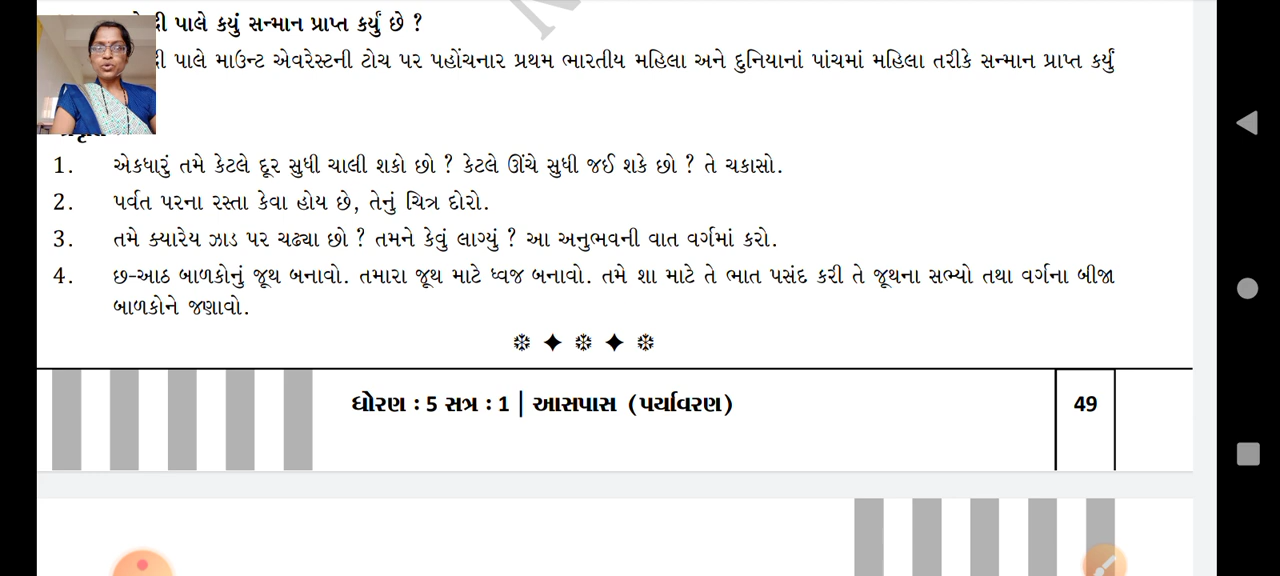 પાલે કયું સન્માન પ્રાપ્ત કર્યું છે ?
પાલે માઉન્ટ એવરેસ્ટની ટોચ પર પહોંચનાર પ્રથમ ભારતીય મહિલા અને દુનિયાનાં પાંચમાં મહિલા તરીકે સન્માન પ્રાપ્ત કર્યું
1. એકધારું તમે કેટલે દૂર સુધી ચાલી શકો છો ? કેટલે ઊંચે સુધી જઈ શકે છો ? તે ચકાસો.
2. પર્વત પરના રસ્તા કેવા હોય છે, તેનું ચિત્ર દોરો.
3. તમે ક્યારેય ઝાડ પર ચઢ્યા છો ? તમને કેવું લાગ્યું ? આ અનુભવની વાત વર્ગમાં કરો.
4. છ-આઠ બાળકોનું જૂથ બનાવો. તમારા જૂથ માટે ધ્વજ બનાવો. તમે શા માટે તે ભાત પસંદ કરી તે જૂથના સભ્યો તથા વર્ગના બીજા
બાળકોને જણાવો.
ધોરણ : 5 સત્ર : 1 | આસપાસ (પર્યાવરણ) 49